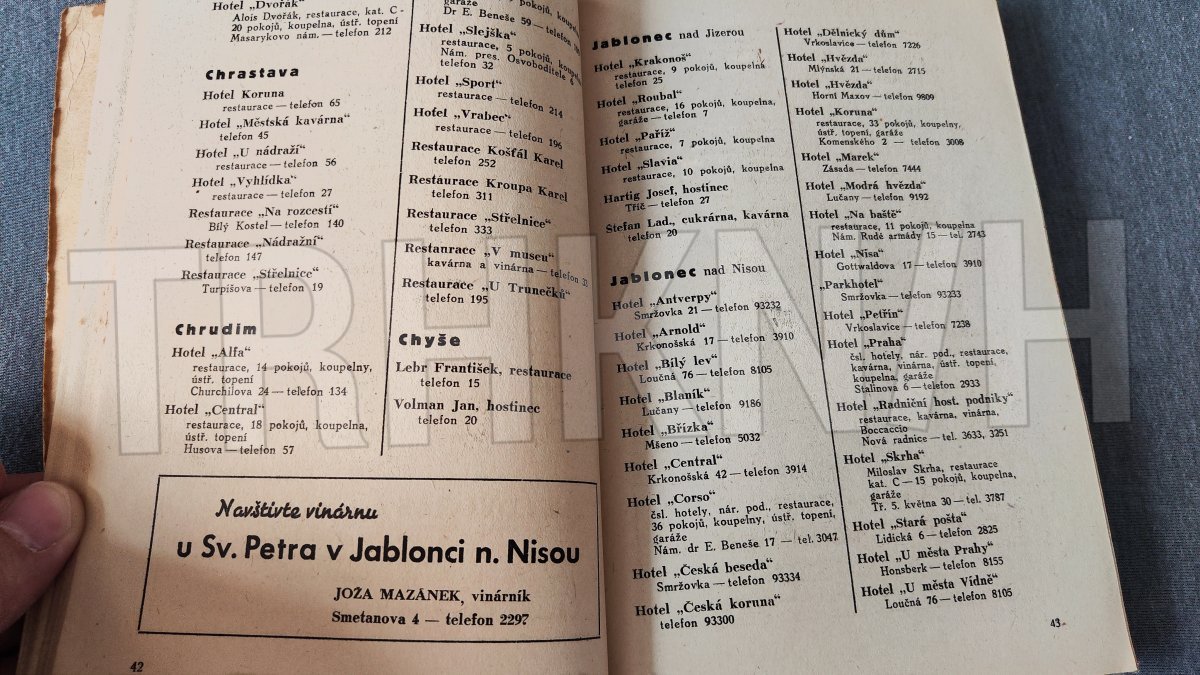 Hotel „Dvořák“
Alois Dvořák, restaurace, kat. C-
20 pokojů, koupelna, ústř. topení
Masarykovo nám. — telefon 212
Chrastava
Hotel Koruna
restaurace — telefon 65
Hotel „Městská kavárna“
telefon 45
Hotel „U nádraží“
restaurace — telefon 56
Hotel „Vyhlídka“
restaurace — telefon 27
Restaurace „Na rozcestí“
Bílý Kostel — telefon 140
Restaurace „Nádražní“
telefon 147
Restaurace „Střelnice“
Turpišova — telefon 19
Chrudim
Hotel „Alfa“
restaurace, 14 pokojů, koupelny,
ústř. topení
Churchilova 24 — telefon 134
Hotel „Central“
restaurace, 18 pokojů, koupelna,
ústř. topení
Husova — telefon 57
pokojů, koupelna
garáže
Dr E. Beneše 59 — telefon
Hotel „Slejška“
restaurace, 5 pokojů, koupelna
Nám. pres. Osvoboditele 6
telefon 32
Hotel „Sport“
restaurace — telefon 214
Hotel „Vrabec“
restaurace — telefon 196
Restaurace Košťál Karel
telefon 252
Restaurace Kroupa Karel
telefon 311
Restaurace „Střelnice“
telefon 333
Restaurace „V museu“
kavárna a vinárna — telefon
Restaurace „U Trunečků“
telefon 195
Chyše
Lebr František, restaurace
telefon 15
Volman Jan, hostinec
telefon 20
Navštivte vinárnu
u Sv. Petra v Jablonci n. Nisou
JOŽA MAZÁNEK, vinárník
Smetanova 4 — telefon 2297
42
Jablonec nad Jizerou
Hotel „Krakonoš“
restaurace, 9 pokojů, koupelna
telefon 25
Hotel „Roubal“
restaurace, 16 pokojů, koupelna,
garáže — telefon 7
Hotel „Paříž“
restaurace, 7 pokojů, koupelna
Hotel „Slavia“
restaurace, 10 pokojů, koupelna
Hartig Josef, hostinec
Tříč — telefon 27
Štefan Lad., cukrárna, kavárna
telefon 20
Jablonec nad Nisou
Hotel „Antverpy“
Smržovka 21 — telefon 93232
Hotel „Arnold“
Krkonošská 17 — telefon 3910
Hotel „Bílý lev“
Loučná 76 — telefon 8105
Hotel „Blaník“
Lučany — telefon 9186
Hotel „Břízka“
Mšeno — telefon 5032
Hotel „Central“
Krkonošská 42 — telefon 3914
Hotel „Corso“
čsl. hotely, nár. pod., restaurace,
36 pokojů, koupelny, ústř. topení,
garáže
Nám. dr E. Beneše 17 — tel. 3047
Hotel „Česká beseda“
Smržovka — telefon 93334
Hotel „Česká koruna“
telefon 93300
Hotel „Dělnický dům“
Vrkoslavice — telefon 7226
Hotel „Hvězda“
Mlýnská 21 — telefon 2715
Hotel „Hvězda“
Horní Maxov — telefon 9809
Hotel „Koruna“
restaurace, 33 pokojů, koupelny,
ústř. topení, garáže
Komenského 2 — telefon 3008
Hotel „Marek“
Zásada — telefon 7444
Hotel „Modrá hvězda“
Lučany — telefon 9192
Hotel „Na baště“
restaurace, 11 pokojů, koupelna
Nám. Rudé armády 15 — tel. 2743
Hotel „Nisa“
Gottwaldova 17 — telefon 3910
„Parkhotel“
Smržovka — telefon 93233
Hotel „Petřín“
Vrkoslavice — telefon 7238
Hotel „Praha“
čsl. hotely, nár. pod., restaurace,
kavárna, vinárna, ústř. topení,
koupelna, garáže
Stalinova 6 — telefon 2933
Hotel „Radniční host. podniky“
restaurace, kavárna, vinárna,
Boccaccio
Nová radnice — tel. 3633, 3251
Hotel „Skrha“
Miloslav Skrha, restaurace
kat. C — 15 pokojů, koupelna,
garáže
Tř. 5. května 30 — tel. 3787
Hotel „Stará pošta“
Lidická 6 — telefon 2825
Hotel „U města Prahy“
Honsberk — telefon 8155
Hotel „U města Vídně“
Loučná 76 — telefon 8105
43
TRHKNIH